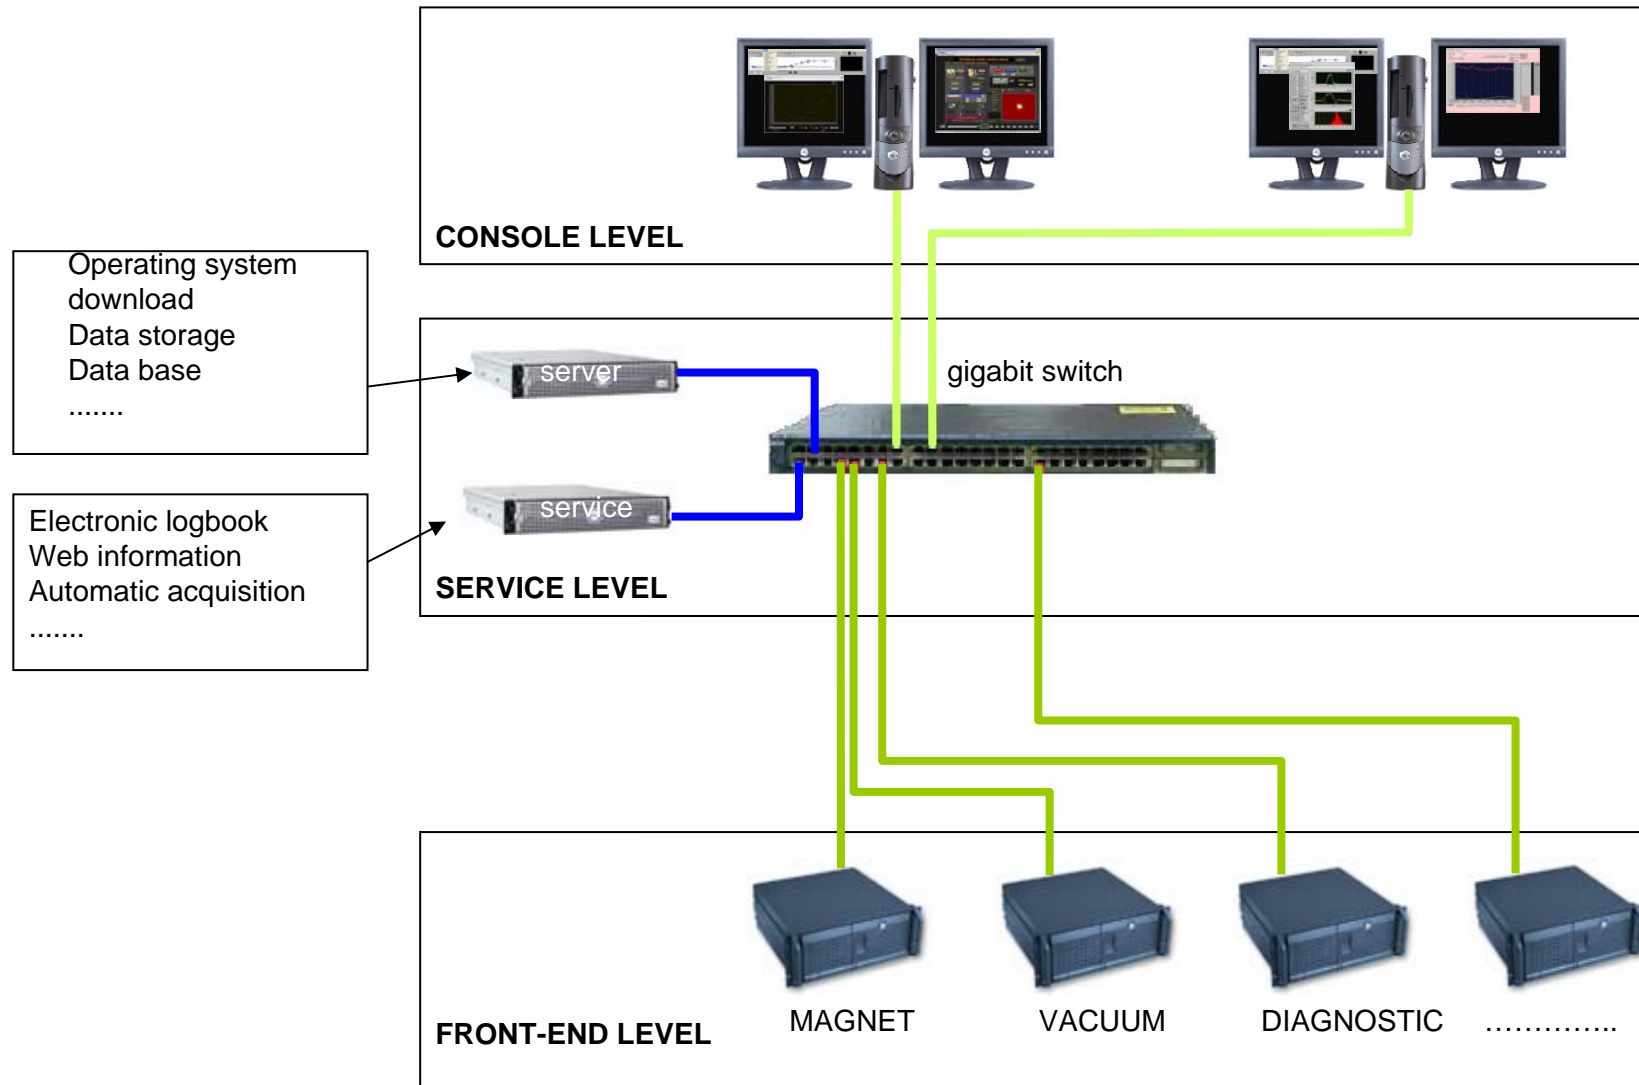 CONSOLE LEVEL
Operating system
download
Data storage
Data base
.......
server
gigabit switch
Electronic logbook
Web information
Automatic acquisition
.......
service
SERVICE LEVEL
MAGNET
VACUUM
DIAGNOSTIC
…………..
FRONT-END LEVEL